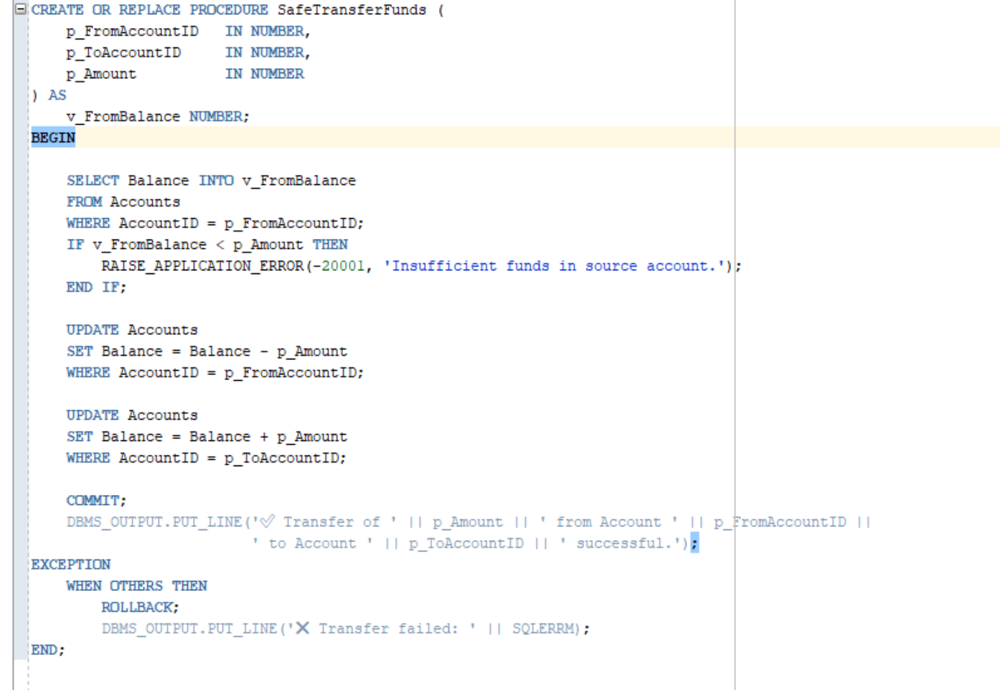 CREATE OR REPLACE PROCEDURE SafeTransferFunds (
    p_FromAccountID   IN NUMBER,
    p_ToAccountID     IN NUMBER,
    p_Amount          IN NUMBER
) AS
    v_FromBalance NUMBER;
BEGIN
    SELECT Balance INTO v_FromBalance
    FROM Accounts
    WHERE AccountID = p_FromAccountID;
    IF v_FromBalance < p_Amount THEN
        RAISE_APPLICATION_ERROR(-20001, 'Insufficient funds in source account.');
    END IF;
    UPDATE Accounts
    SET Balance = Balance - p_Amount
    WHERE AccountID = p_FromAccountID;
    UPDATE Accounts
    SET Balance = Balance + p_Amount
    WHERE AccountID = p_ToAccountID;
    COMMIT;
    DBMS_OUTPUT.PUT_LINE('✅ Transfer of ' || p_Amount || ' from Account ' || p_FromAccountID ||
                         ' to Account ' || p_ToAccountID || ' successful.');
EXCEPTION
    WHEN OTHERS THEN
        ROLLBACK;
        DBMS_OUTPUT.PUT_LINE('❌ Transfer failed: ' || SQLERRM);
END;